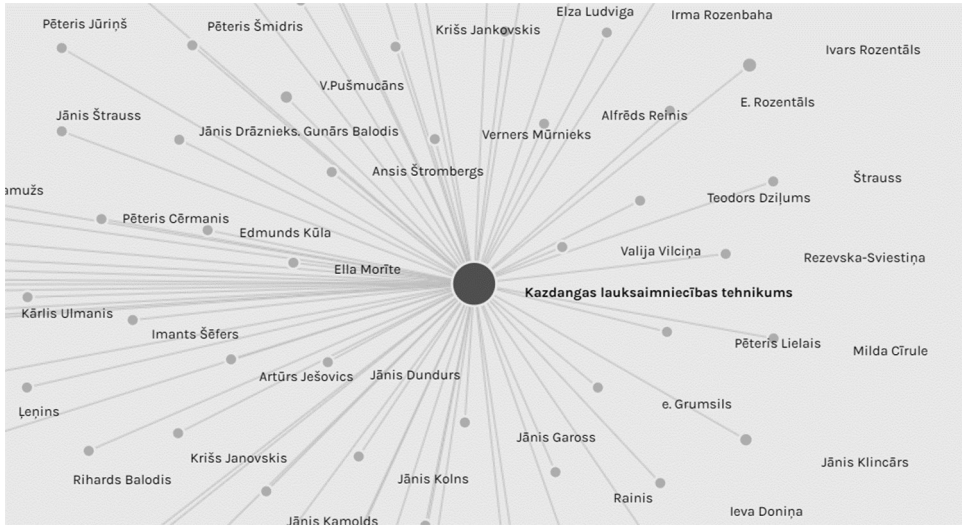 Elza Ludviga
Irma Rozenbaha
Pēteris Jūriņš
Pēteris Šmidris
Krišs Jankovskis
Ivars Rozentāls
V.Pušmucāns
E. Rozentāls
Jānis Štrauss
Alfrēds Reinis
Jānis Drāznieks. Gunārs Balodis
Verners Mūrnieks
Ansis Štrombergs
Štrauss
amužs
Teodors Dziļums
Pēteris Cērmanis
Edmunds Kūla
Valija Vilciņa
Rezevska-Sviestiņa
Ella Morīte
Kazdangas lauksaimniecības tehnikums
Kārlis Ulmanis
Imants Šēfers
Pēteris Lielais
Milda Cīrule
Artūrs Ješovics
Jānis Dundurs
Ļeņins
e. Grumsils
Jānis Gaross
Krišs Janovskis
Jānis Klincārs
Rihards Balodis
Jānis Kolns
Rainis
Ieva Doniņa
Jānis Kamolds